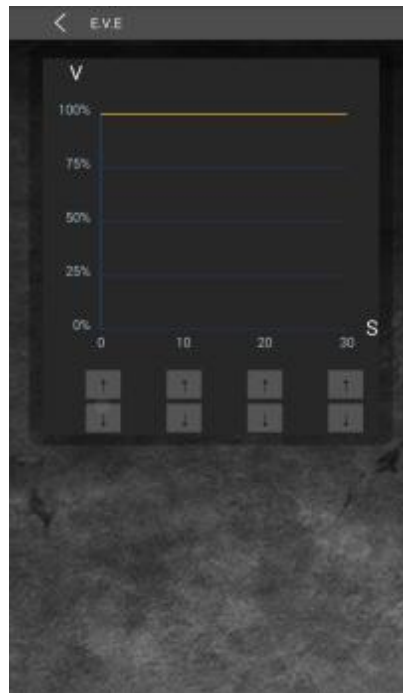 E.V.E
V
100%
75%
50%
25%
0%
S
0 10 20 30
↑ ↑ ↑ ↑
↓ ↓ ↓ ↓